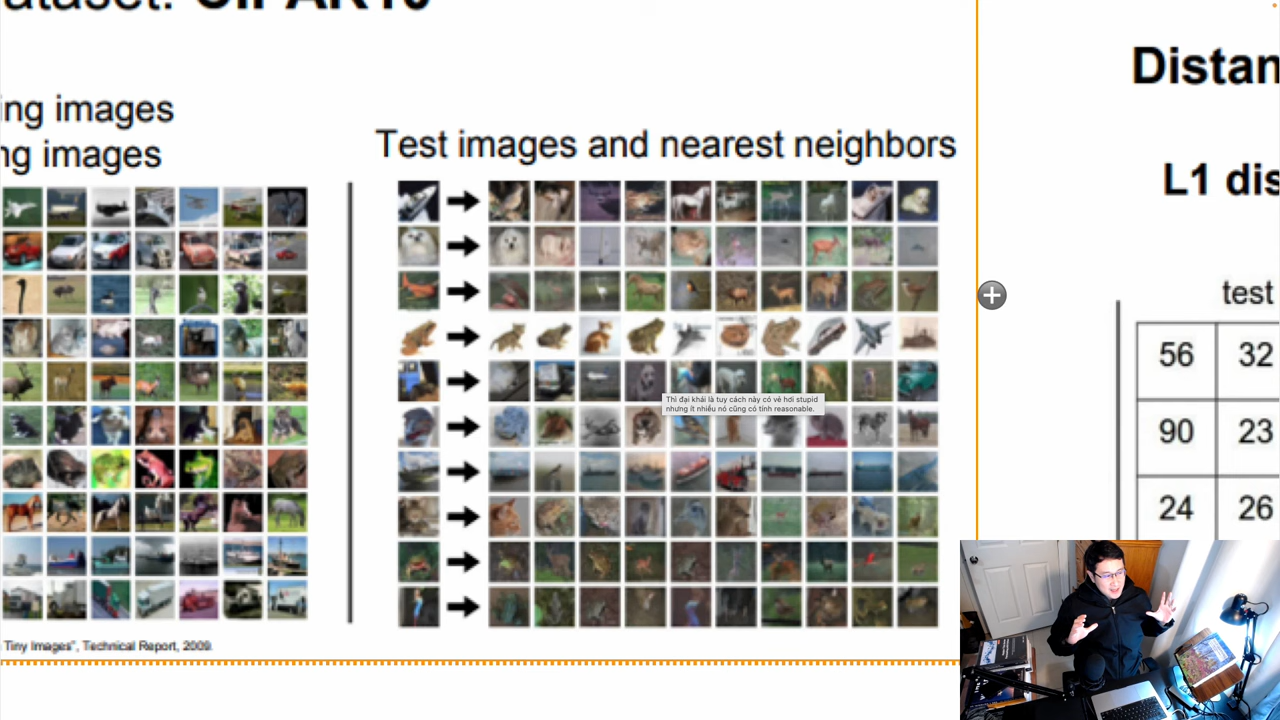 ataset: CIFAR10
ing images
ng images
Test images and nearest neighbors
Thì đại khái là tuy cách này có vẻ hơi stupid
nhưng ít nhiều nó cũng có tính reasonable.
Tiny Images", Technical Report, 2009.
Distan
L1 dis
test
56 32
90 23
24 26